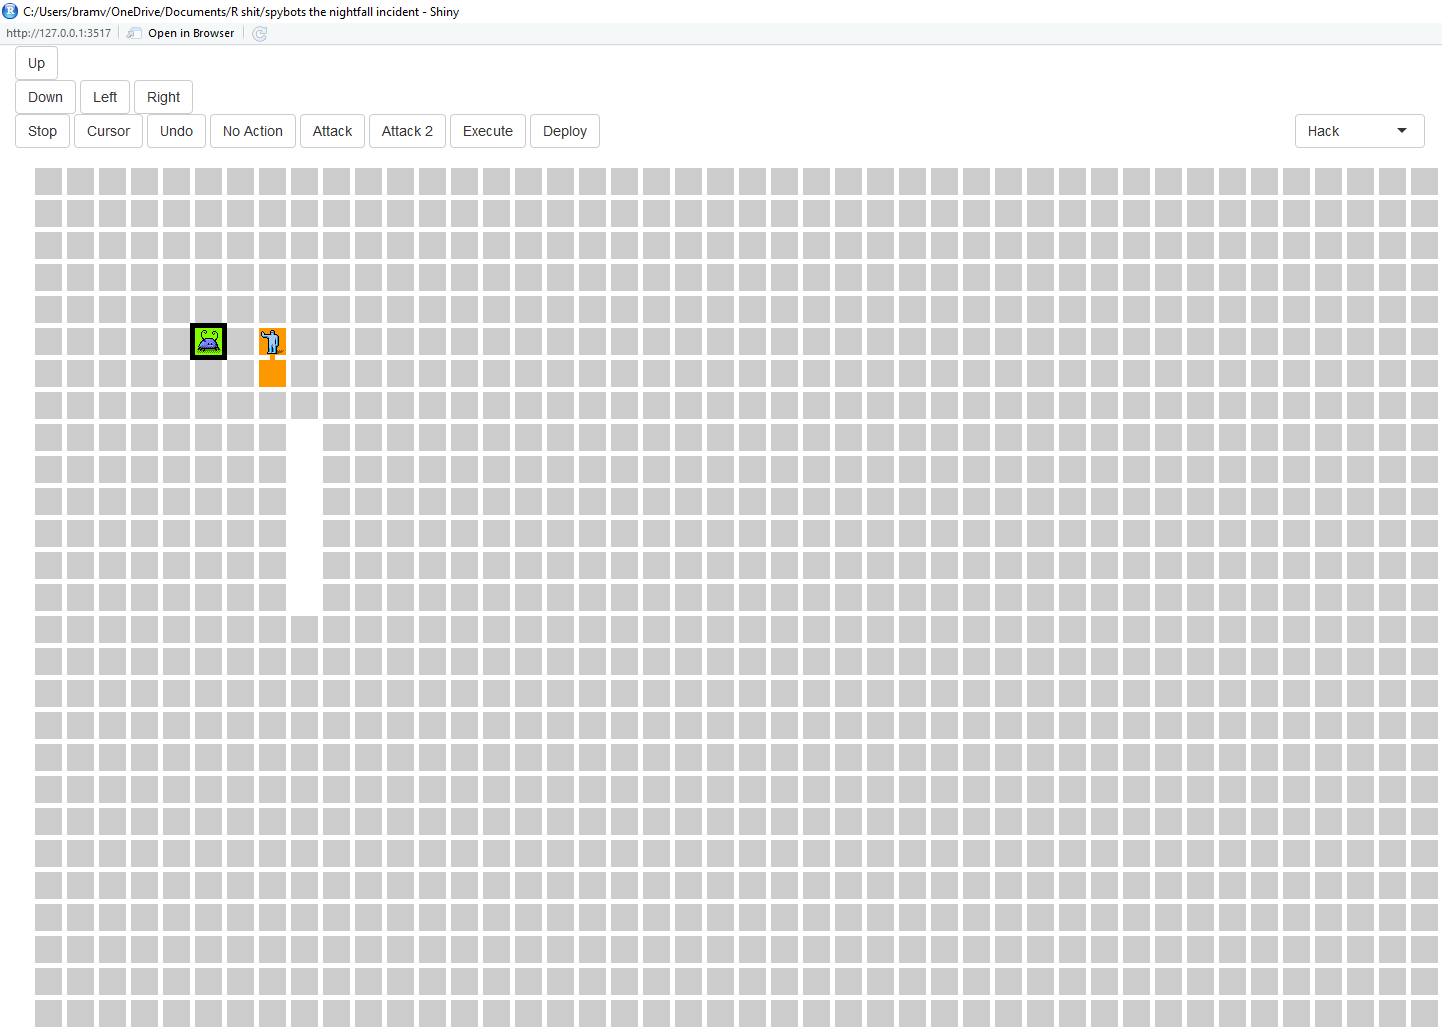 C:/Users/bramv/OneDrive/Documents/R shit/spybots the nightfall incident - Shiny
http://127.0.0.1:3517 Open in Browser
Up
Down Left Right
Stop Cursor Undo No Action Attack Attack 2 Execute Deploy Hack